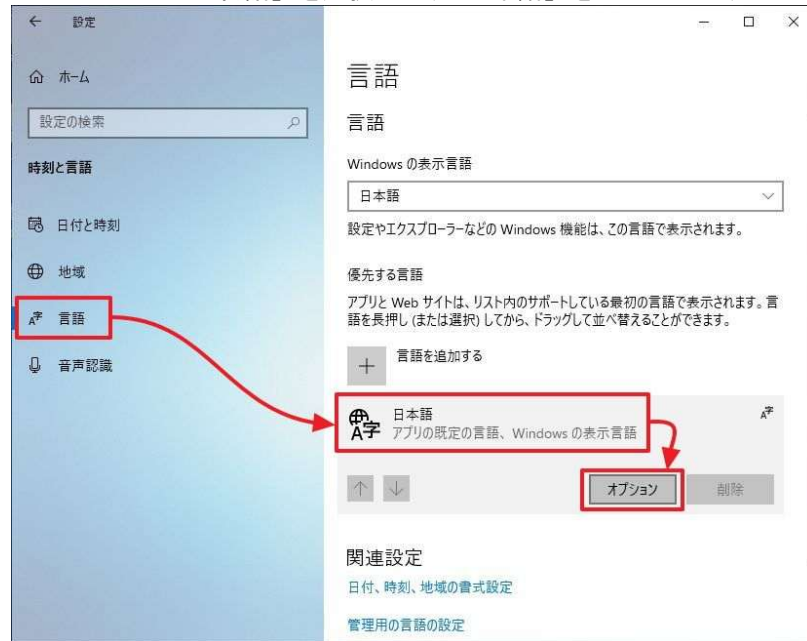 設定
ホーム
設定の検索
時刻と言語
日付と時刻
地域
言語
音声認識
言語
言語
Windows の表示言語
日本語
設定やエクスプローラーなどの Windows 機能は、この言語で表示されます。
優先する言語
アプリと Web サイトは、リスト内のサポートしている最初の言語で表示されます。言
語を長押し (または選択) してから、ドラッグして並べ替えることができます。
言語を追加する
日本語
アプリの既定の言語、Windows の表示言語
オプション
削除
関連設定
日付、時刻、地域の書式設定
管理用の言語の設定